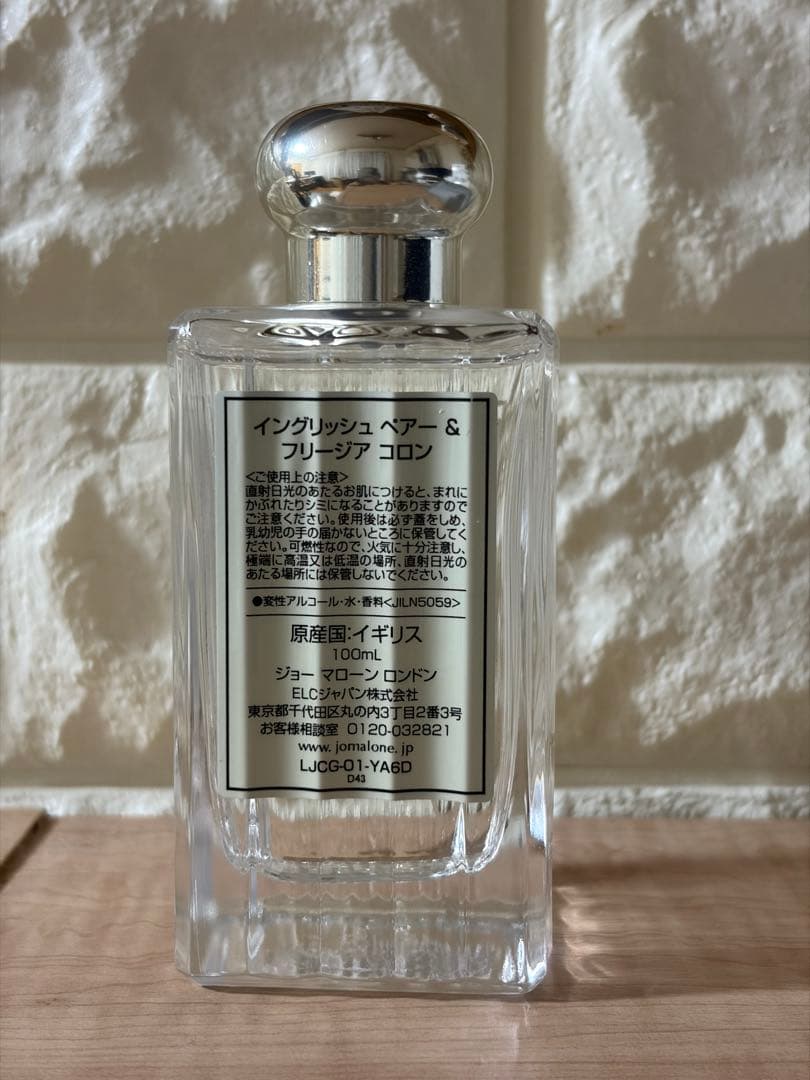 イングリッシュ ペアー &
フリージア コロン
<ご使用上の注意>
直射日光のあたるお肌につけると、まれに
かぶれたりシミになることがありますので
ご注意ください。使用後は必ず蓋をしめ、
乳幼児の手の届かないところに保管してく
ださい。可燃性なので、火気に十分注意し、
極端に高温又は低温の場所、直射日光の
あたる場所には保管しないでください。
●変性アルコール・水・香料<JILN5059>
原産国:イギリス
100mL
ジョー マローン ロンドン
ELCジャパン株式会社
東京都千代田区丸の内3丁目2番3号
お客様相談室 0120-032821
www. jomalone. jp
LJCG-01-YA6D
D43